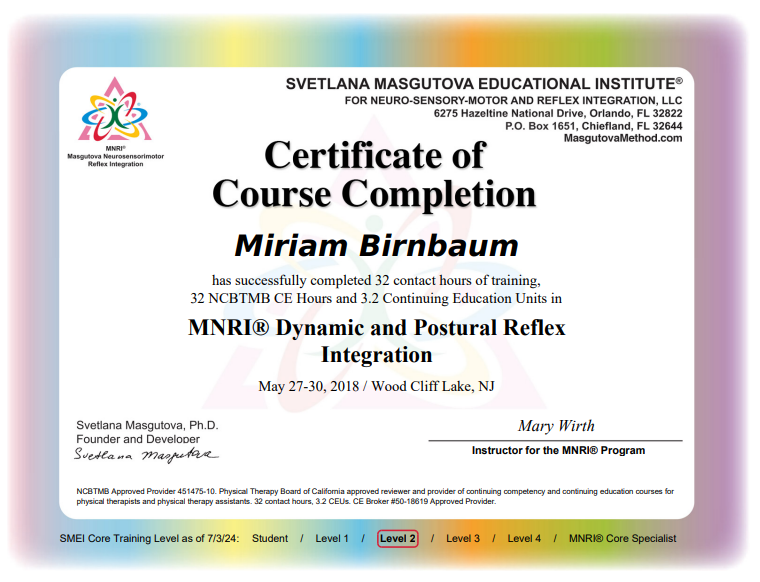 SVETLANA MASGUTOVA EDUCATIONAL INSTITUTE®
FOR NEURO-SENSORY-MOTOR AND REFLEX INTEGRATION, LLC
6275 Hazeltine National Drive, Orlando, FL 32822
P.O. Box 1651, Chiefland, FL 32644
MasgutovaMethod.com
MNRI®
Masgutova Neurosensorimotor
Reflex Integration
Certificate of
Course Completion
Miriam Birnbaum
has successfully completed 32 contact hours of training,
32 NCBTMB CE Hours and 3.2 Continuing Education Units in
MNRI® Dynamic and Postural Reflex
Integration
May 27-30, 2018 / Wood Cliff Lake, NJ
Svetlana Masgutova, Ph.D.
Founder and Developer
Svetlana Masgutova
Mary Wirth
Instructor for the MNRI® Program
NCBTMB Approved Provider 451475-10. Physical Therapy Board of California approved reviewer and provider of continuing competency and continuing education courses for
physical therapists and physical therapy assistants. 32 contact hours, 3.2 CEUs. CE Broker #50-18619 Approved Provider.
SMEI Core Training Level as of 7/3/24: Student / Level 1 / Level 2 / Level 3 / Level 4 / MNRI® Core Specialist